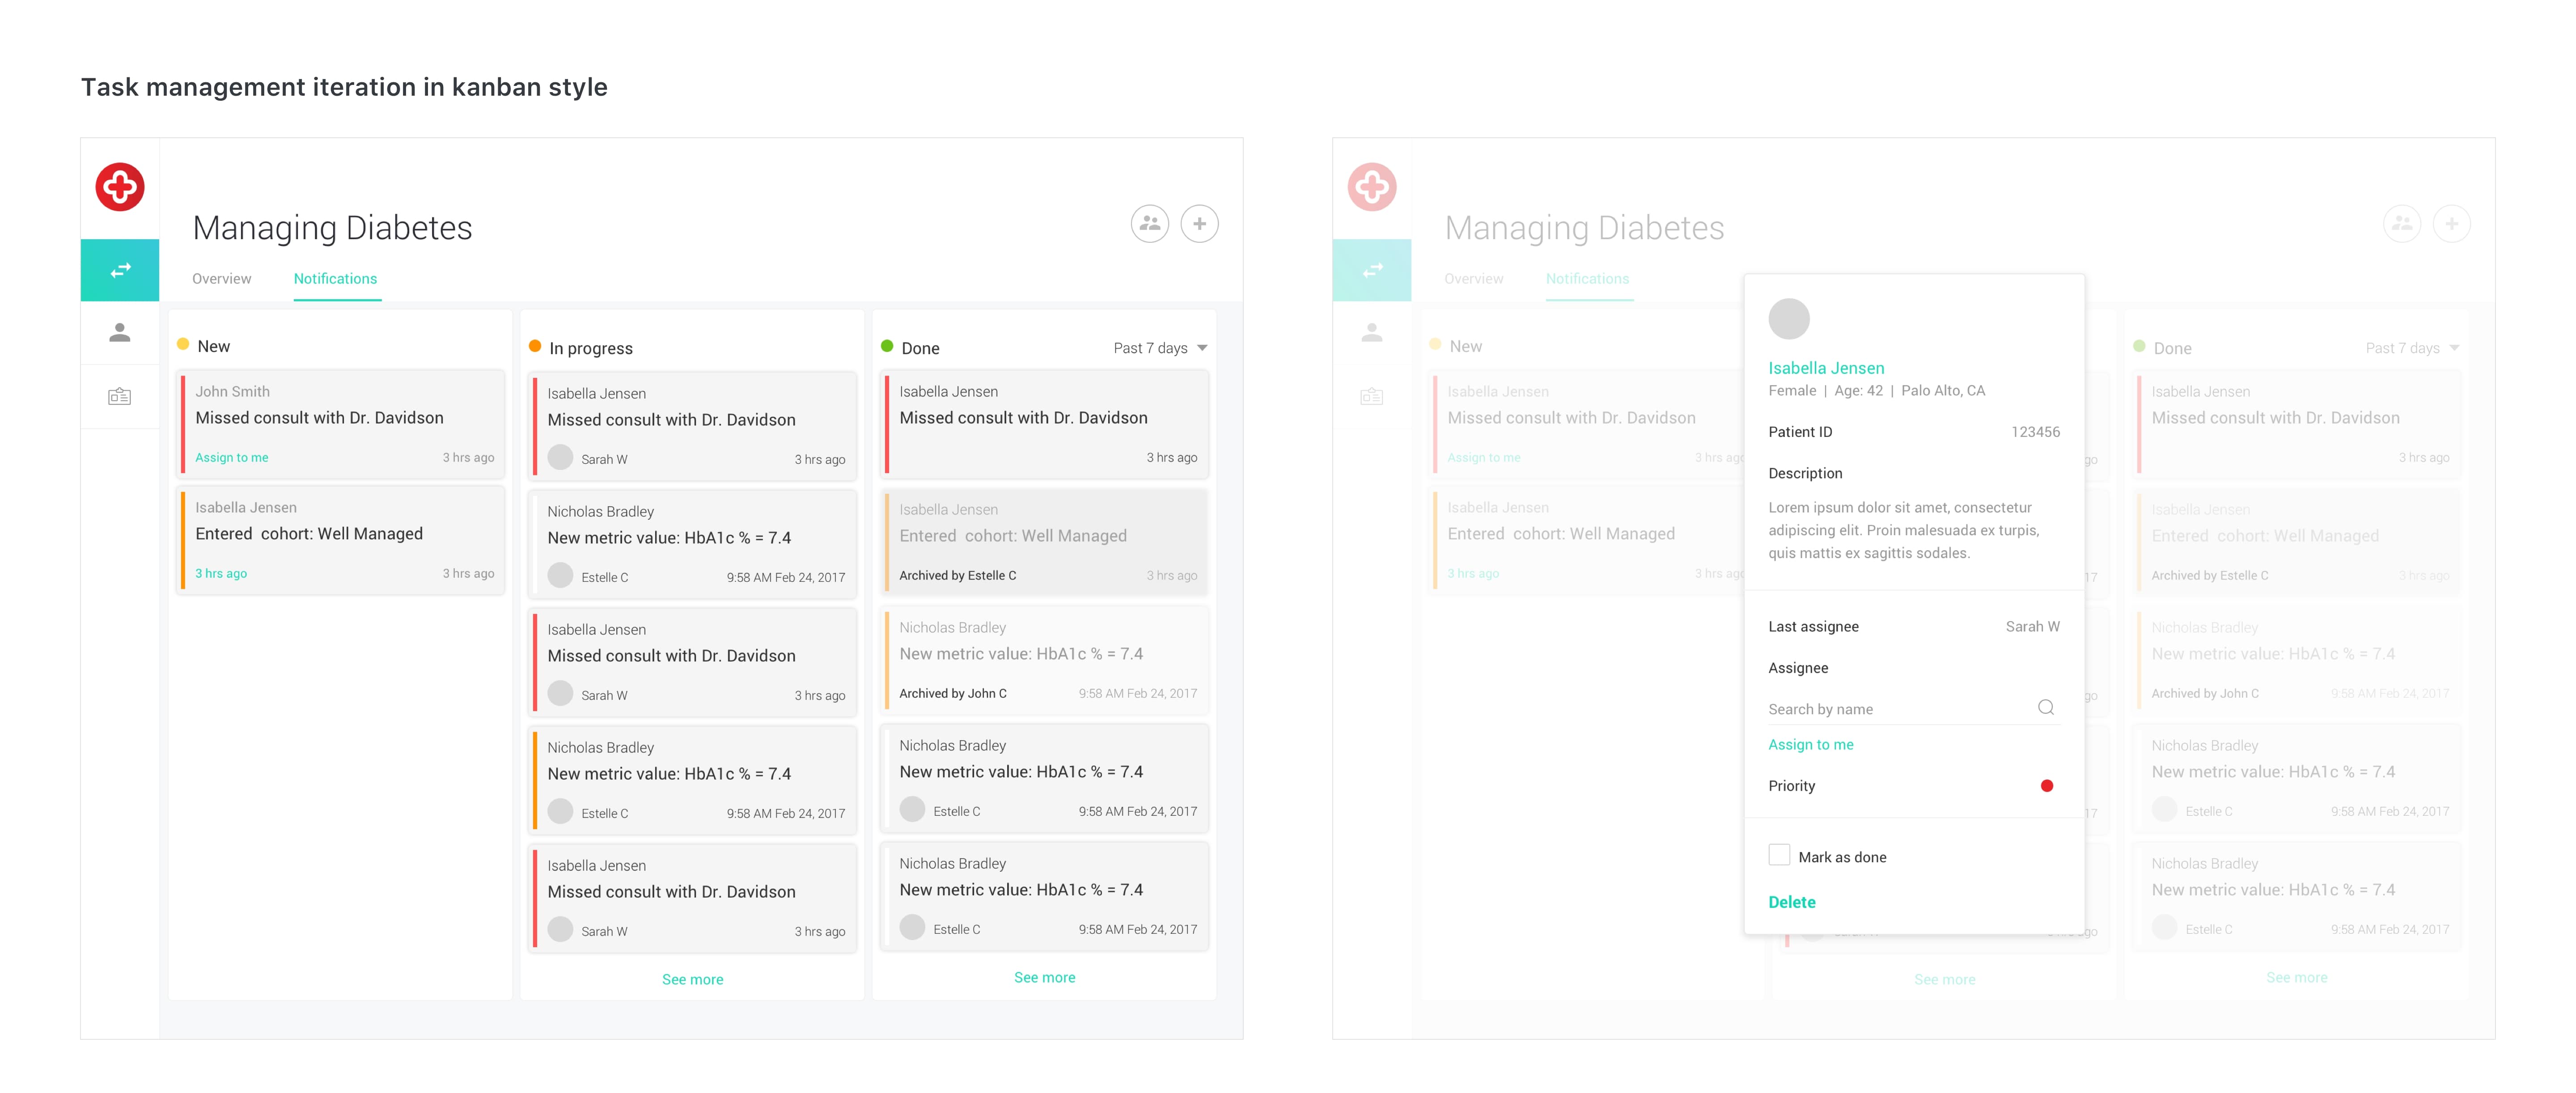 Task management iteration in kanban style
Managing Diabetes
Overview
Notifications
New
John Smith
Missed consult with Dr. Davidson
Assign to me
3 hrs ago
Isabella Jensen
Entered cohort: Well Managed
3 hrs ago
3 hrs ago
In progress
Isabella Jensen
Missed consult with Dr. Davidson
Sarah W
3 hrs ago
Nicholas Bradley
New metric value: HbA1c % = 7.4
Estelle C
9:58 AM Feb 24, 2017
Isabella Jensen
Missed consult with Dr. Davidson
Sarah W
3 hrs ago
Nicholas Bradley
New metric value: HbA1c % = 7.4
Estelle C
9:58 AM Feb 24, 2017
Isabella Jensen
Missed consult with Dr. Davidson
Sarah W
3 hrs ago
See more
Done
Past 7 days
Isabella Jensen
Missed consult with Dr. Davidson
3 hrs ago
Isabella Jensen
Entered cohort: Well Managed
Archived by Estelle C
3 hrs ago
Nicholas Bradley
New metric value: HbA1c % = 7.4
Archived by John C
9:58 AM Feb 24, 2017
Nicholas Bradley
New metric value: HbA1c % = 7.4
Estelle C
9:58 AM Feb 24, 2017
Nicholas Bradley
New metric value: HbA1c % = 7.4
Estelle C
9:58 AM Feb 24, 2017
See more
Managing Diabetes
Overview
Notifications
New
Isabella Jensen
Missed consult with Dr. Davidson
Assign to me
3 hrs ago
Isabella Jensen
Entered cohort: Well Managed
3 hrs ago
3 hrs ago
Isabella Jensen
Female | Age: 42 | Palo Alto, CA
Patient ID
123456
Description
Lorem ipsum dolor sit amet, consectetur
adipiscing elit. Proin malesuada ex turpis,
quis mattis ex sagittis sodales.
Last assignee
Sarah W
Assignee
Search by name
Assign to me
Priority
Mark as done
Delete
go
17
go
17
ago
See more
Done
Past 7 days
Isabella Jensen
Missed consult with Dr. Davidson
3 hrs ago
Isabella Jensen
Entered cohort: Well Managed
Archived by Estelle C
3 hrs ago
Nicholas Bradley
New metric value: HbA1c % = 7.4
Archived by John C
9:58 AM Feb 24, 2017
Nicholas Bradley
New metric value: HbA1c % = 7.4
Estelle C
9:58 AM Feb 24, 2017
Nicholas Bradley
New metric value: HbA1c % = 7.4
Estelle C
9:58 AM Feb 24, 2017
See more